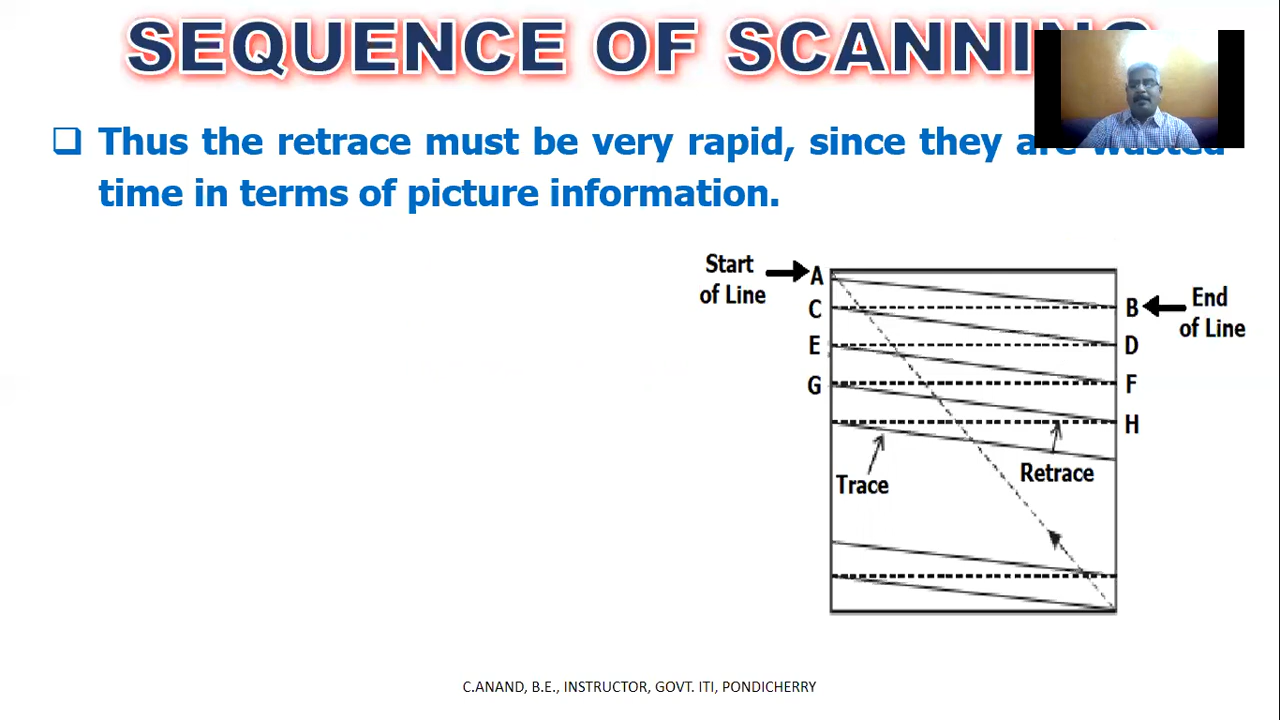 SEQUENCE OF SCANNING
❑ Thus the retrace must be very rapid, since they are wasted
time in terms of picture information.
Start
of Line
A
B
End
of Line
C
D
E
F
G
H
Trace
Retrace
C.ANAND, B.E., INSTRUCTOR, GOVT. ITI, PONDICHERRY